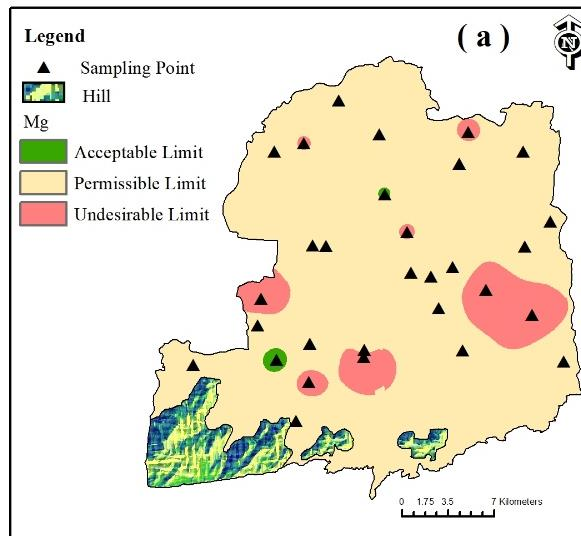 Legend
( a )
N
Sampling Point
Hill
Mg
Acceptable Limit
Permissible Limit
Undesirable Limit
0 1.75 3.5 7 Kilometers